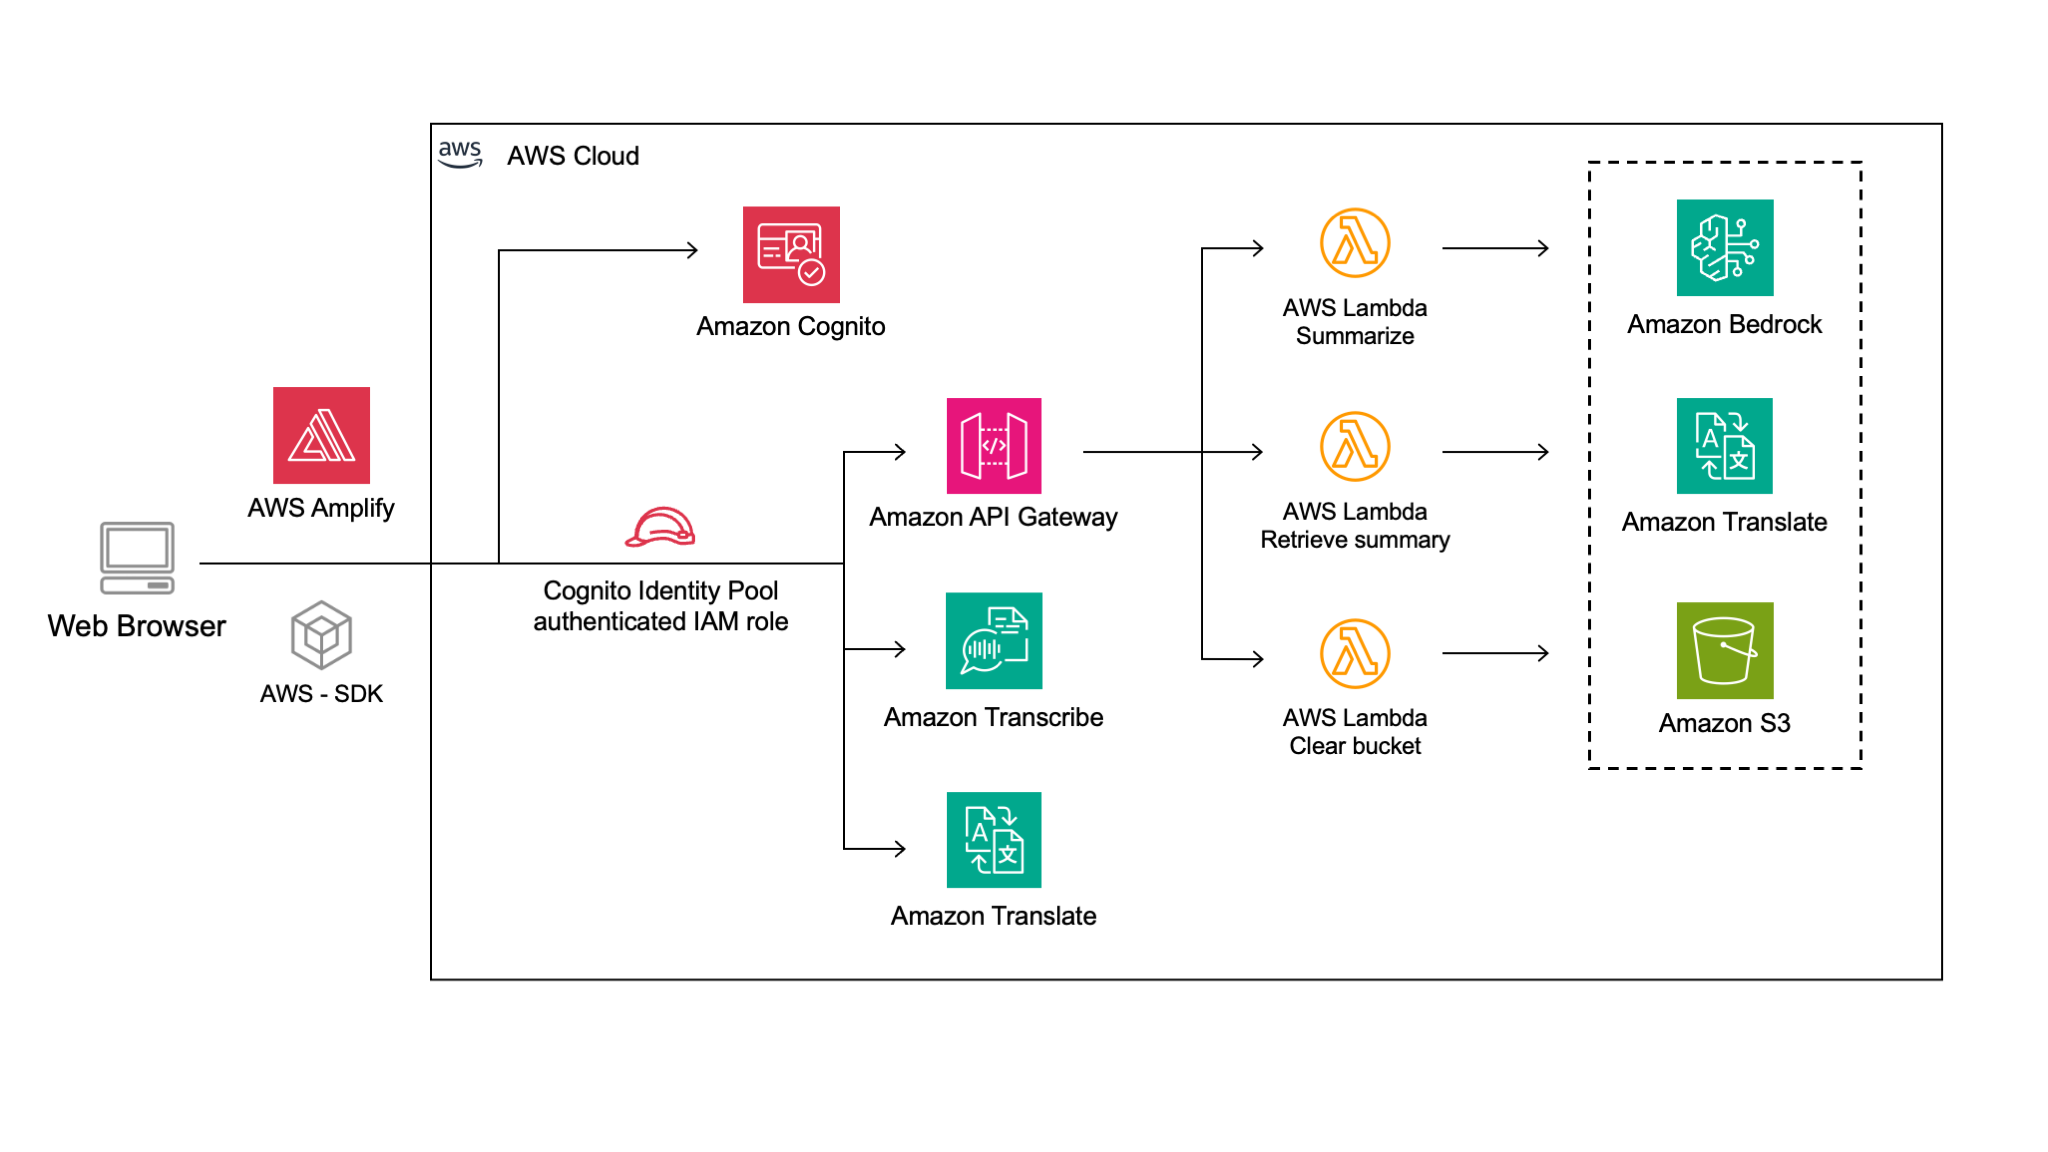 aws
AWS Cloud
Amazon Cognito
AWS Amplify
Web Browser
AWS - SDK
Cognito Identity Pool
authenticated IAM role
</>
Amazon API Gateway
Amazon Transcribe
A
文
Amazon Translate
AWS Lambda
Summarize
AWS Lambda
Retrieve summary
AWS Lambda
Clear bucket
Amazon Bedrock
A
文
Amazon Translate
Amazon S3